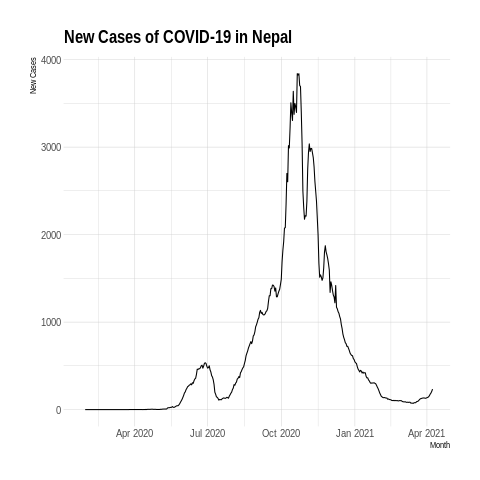 New Cases of COVID-19 in Nepal
New Cases
4000
3000
2000
1000
0
Apr 2020 Jul 2020 Oct 2020 Jan 2021 Apr 2021
Month